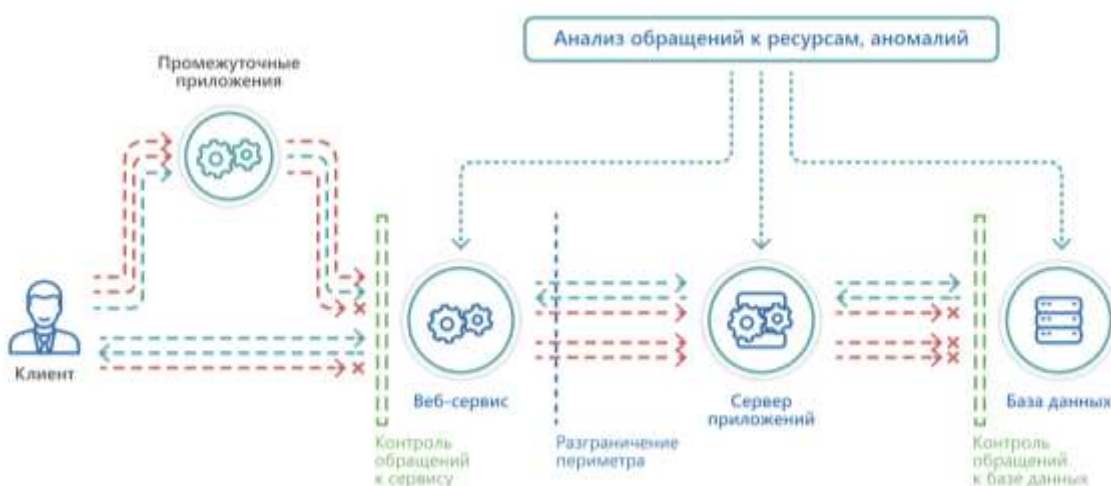 Анализ обращений к ресурсам, аномалий
Промежуточные
приложения
Клиент
Веб-сервис
Сервер
приложений
База данных
Контроль
обращений
к сервису
Разграничение
периметра
Контроль
обращений
к базе данных